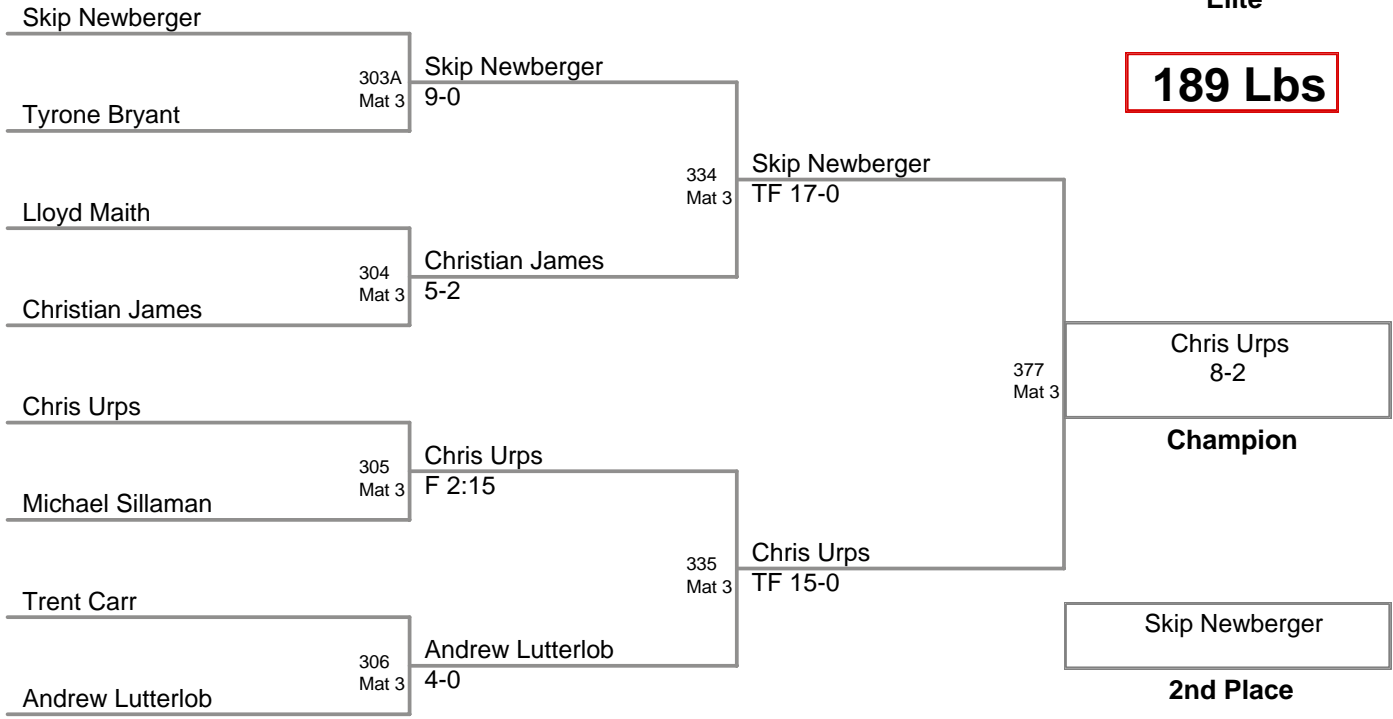 Elite
189 Lbs
Skip Newberger
303A
Mat 3
Tyrone Bryant
Skip Newberger
9-0
Lloyd Maith
304
Mat 3
Christian James
Christian James
5-2
334
Mat 3
Skip Newberger
TF 17-0
Chris Urps
305
Mat 3
Michael Sillaman
Chris Urps
F 2:15
Trent Carr
306
Mat 3
Andrew Lutterlob
Andrew Lutterlob
4-0
335
Mat 3
Chris Urps
TF 15-0
377
Mat 3
Chris Urps
8-2
Champion
Skip Newberger
2nd Place